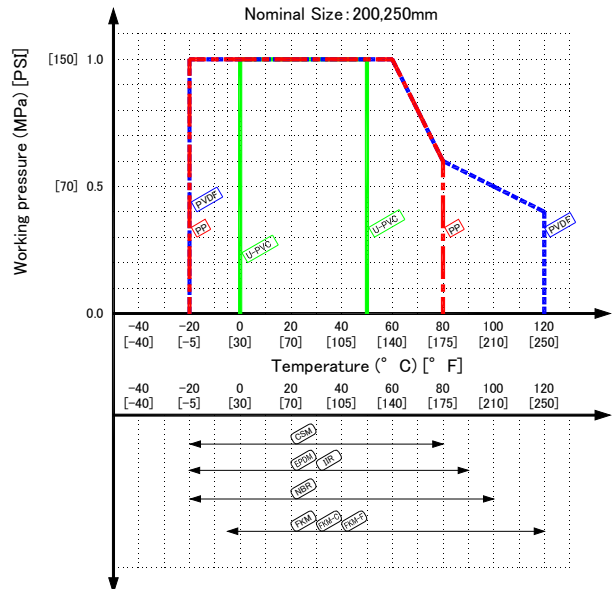 Nominal Size: 200,250mm
Working pressure (MPa) [PSI]
[150] 1.0
[70] 0.5
0.0
PVDF
PP
U-PVC
U-PVC
PP
PVDF
-40 -20 0 20 40 60 80 100 120
[-40] [-5] [30] [70] [105] [140] [175] [210] [250]
Temperature (° C) [° F]
-40 -20 0 20 40 60 80 100 120
[-40] [-5] [30] [70] [105] [140] [175] [210] [250]
CSM
EPDM IIR
NBR
FKM FKM-C FKM-F